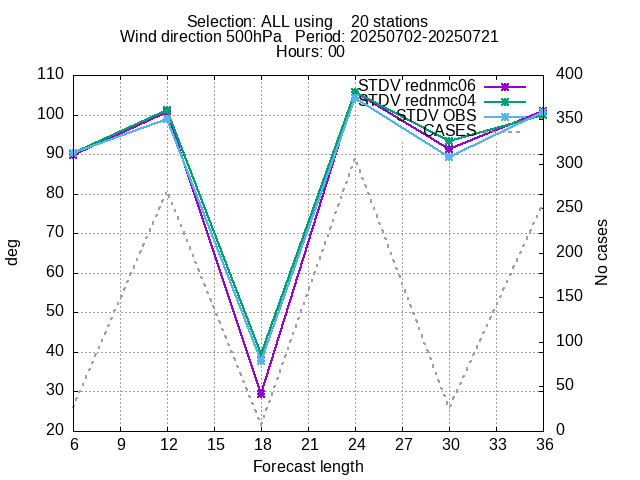 Selection: ALL using 20 stations
Wind direction 500hPa Period: 20250702-20250721
Hours: 00
STDV rednmc06
STDV rednmc04
STDV OBS
CASES
110
100
90
80
70
60
50
40
30
20
deg
400
350
300
250
200
150
100
50
0
No cases
6 9 12 15 18 21 24 27 30 33 36
Forecast length